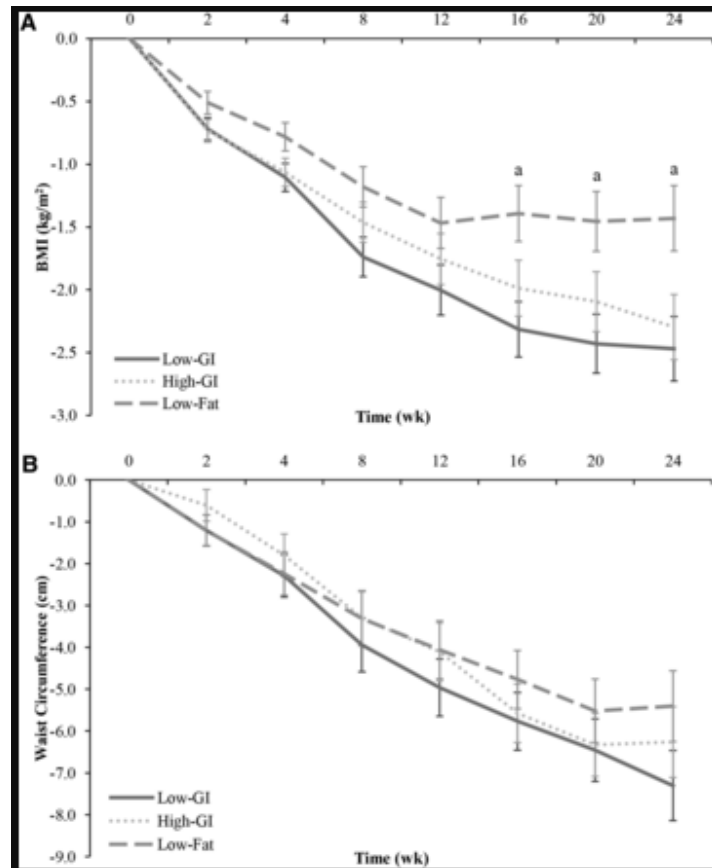 A
0 2 4 8 12 16 20 24
0.0
-0.5
-1.0
a a a
-1.5
-2.0
-2.5
-3.0
BMI (kg/m²)
Low-GI
High-GI
Low-Fat
Time (wk)
B
0 2 4 8 12 16 20 24
0.0
-1.0
-2.0
-3.0
-4.0
-5.0
-6.0
-7.0
-8.0
-9.0
Waist Circumference (cm)
Low-GI
High-GI
Low-Fat
Time (wk)